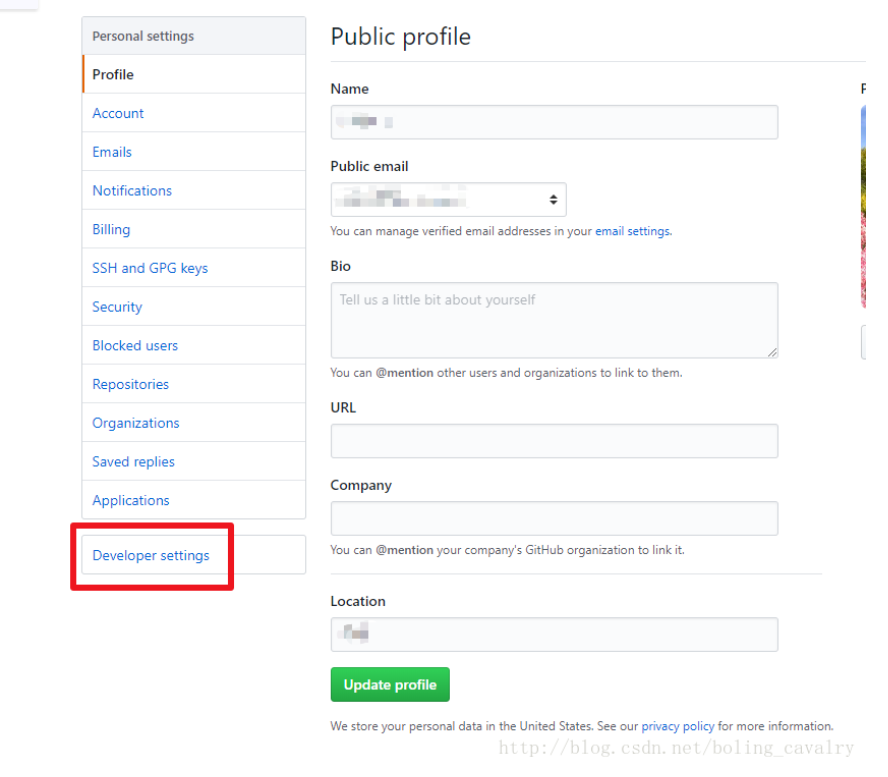 Personal settings
Profile
Account
Emails
Notifications
Billing
SSH and GPG keys
Security
Blocked users
Repositories
Organizations
Saved replies
Applications
Developer settings
Public profile
Name
Public email
You can manage verified email addresses in your email settings.
Bio
Tell us a little bit about yourself
You can @mention other users and organizations to link to them.
URL
Company
You can @mention your company's GitHub organization to link it.
Location
Update profile
We store your personal data in the United States. See our privacy policy for more information.
http://blog.csdn.net/boling_cavalry